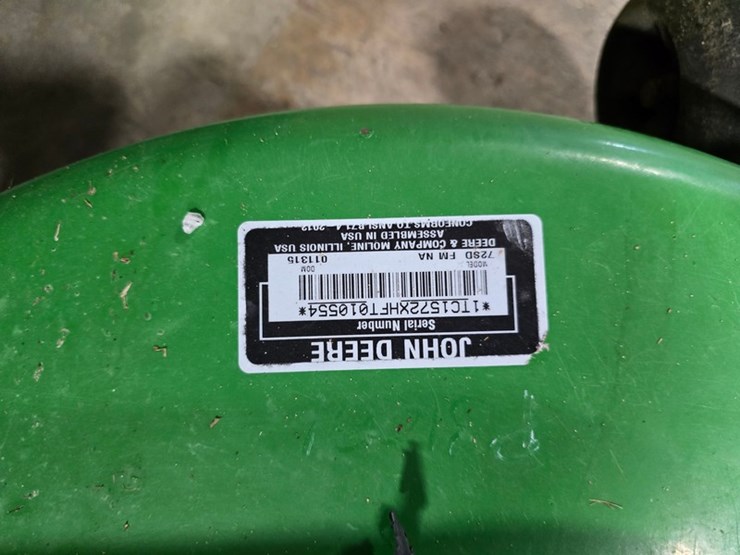 JOHN DEERE
Serial Number
*1TC1572XHFT010554*
MODEL DOM
72SD FM NA 011315
DEERE & COMPANY MOLINE, ILLINOIS USA
ASSEMBLED IN USA
CONFORMS TO ANSI B71.4 - 2012